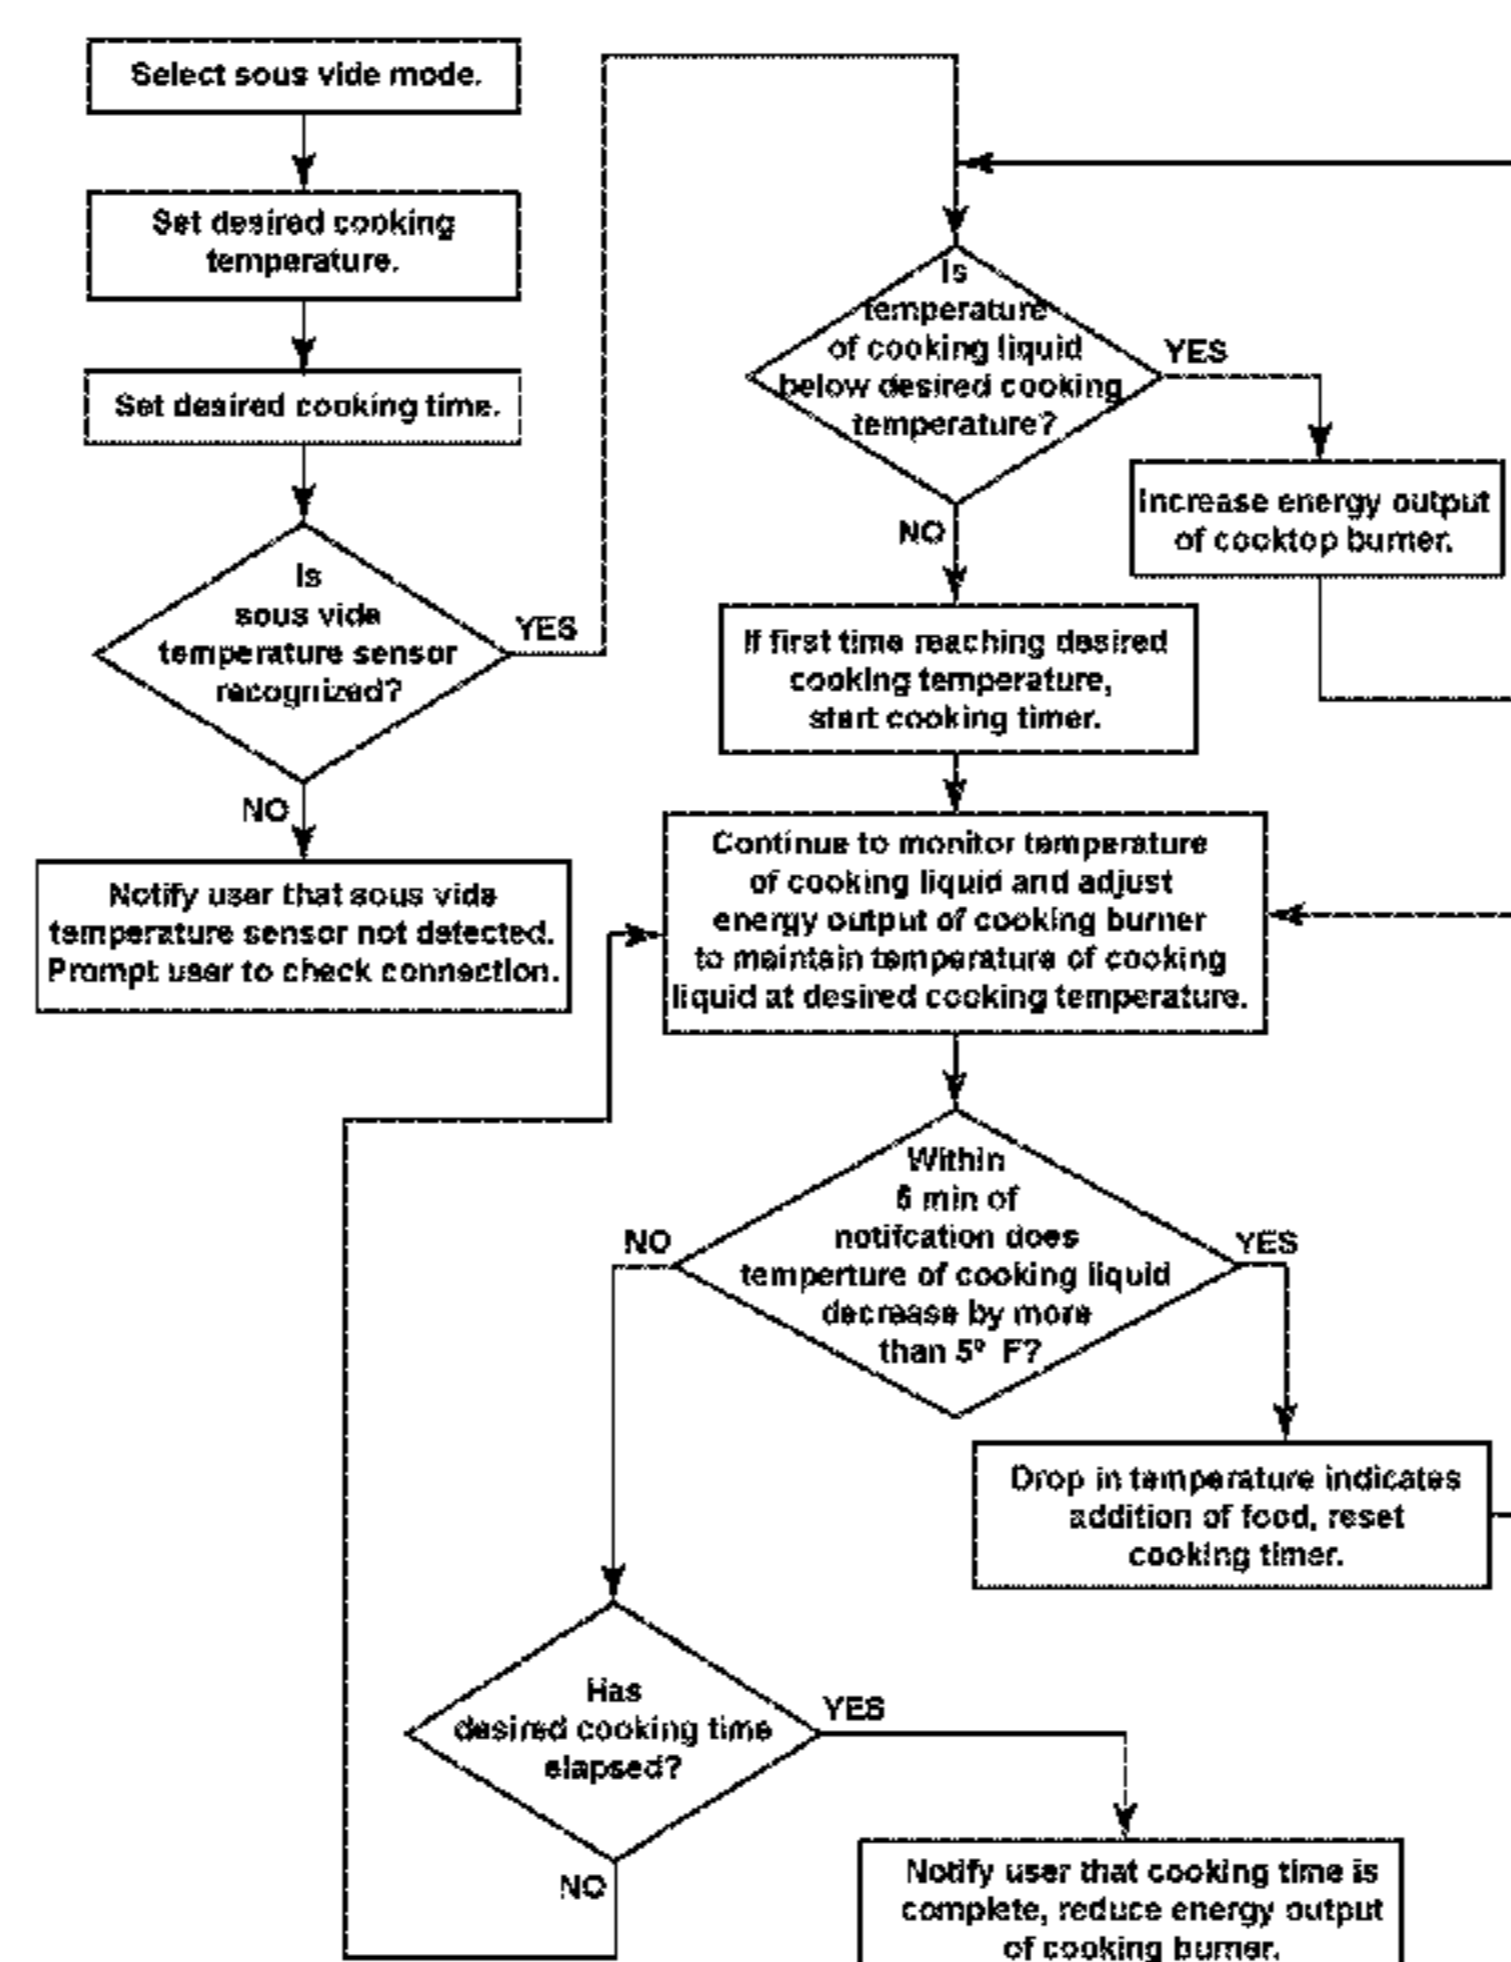 Select sous vide mode.
Set desired cooking
temperature.
Set desired cooking time.
Is
sous vide
temperature sensor
recognized?
YES
NO
Notify user that sous vide
temperature sensor not detected.
Prompt user to check connection.
Is
temperature
of cooking liquid
below desired cooking
temperature?
YES
NO
Increase energy output
of cooktop burner.
If first time reaching desired
cooking temperature,
start cooking timer.
Continue to monitor temperature
of cooking liquid and adjust
energy output of cooking burner
to maintain temperature of cooking
liquid at desired cooking temperature.
Within
5 min of
notifcation does
temperture of cooking liquid
decrease by more
than 5° F?
NO
YES
Drop in temperature indicates
addition of food, reset
cooking timer.
Has
desired cooking time
elapsed?
YES
NO
Notify user that cooking time is
complete, reduce energy output
of cooking burner.